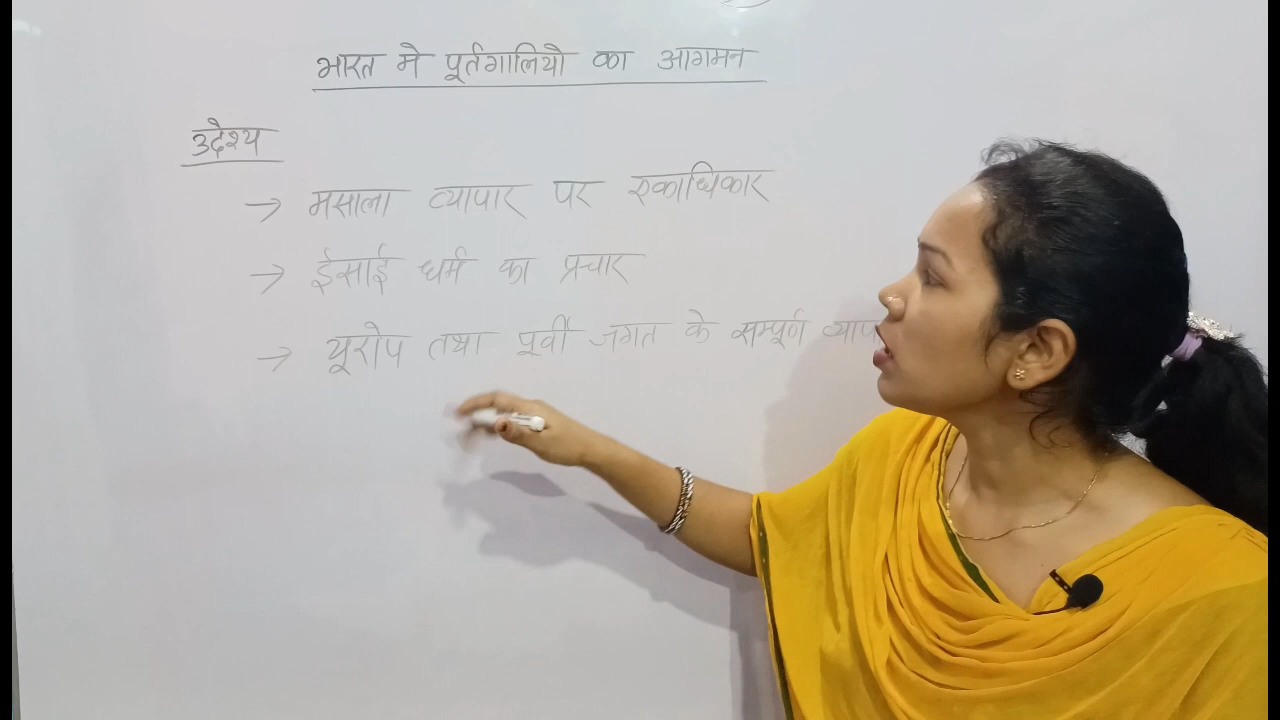 भारत मे पूर्तगालियो का आगमन
उद्देश्य
→ मसाला व्यापार पर एकाधिकार
→ ईसाई धर्म का प्रचार
→ यूरोप तथा पूर्वी जगत के सम्पूर्ण